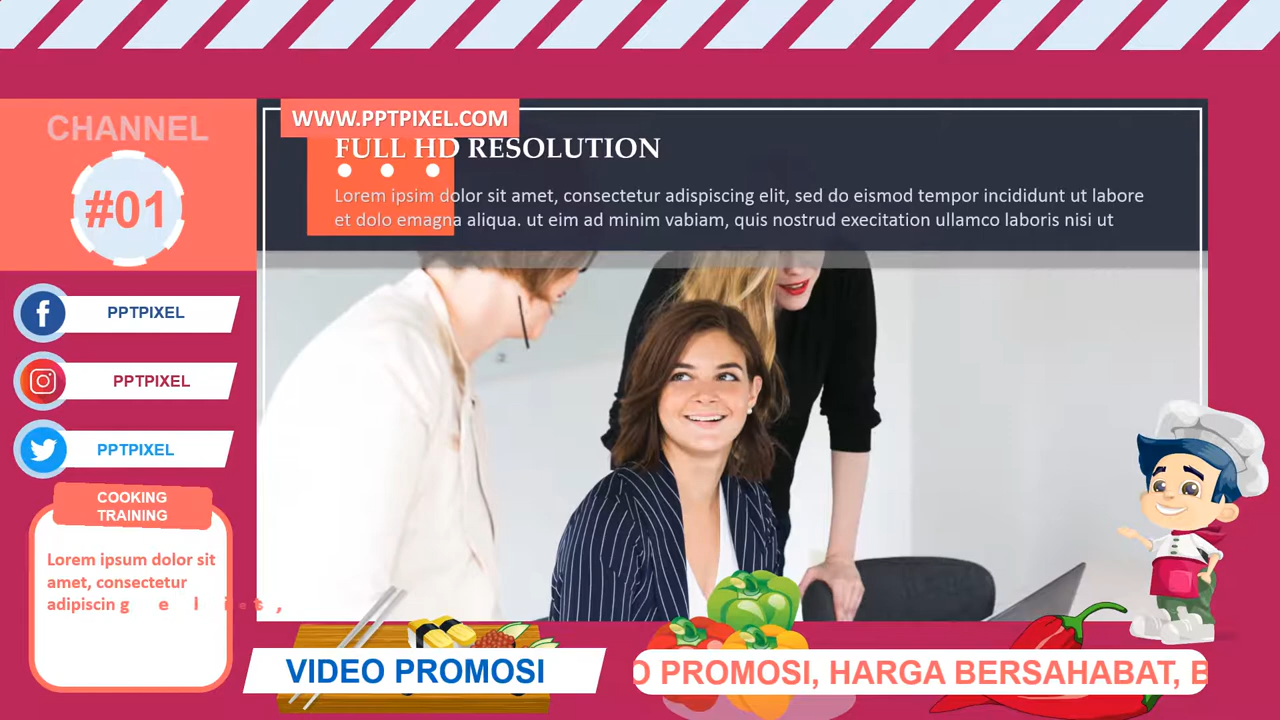 CHANNEL
#01
PPTPIXEL
PPTPIXEL
PPTPIXEL
COOKING
TRAINING
Lorem ipsum dolor sit
amet, consectetur
adipiscing
WWW.PPTPIXEL.COM
FULL HD RESOLUTION
Lorem ipsim dolor sit amet, consectetur adipiscing elit, sed do eismod tempor incididunt ut labore
et dolo emagna aliqua. ut eim ad minim vabiam, quis nostrud execitation ullamco laboris nisi ut
VIDEO PROMOSI
PROMOSI, HARGA BERSAHABAT,